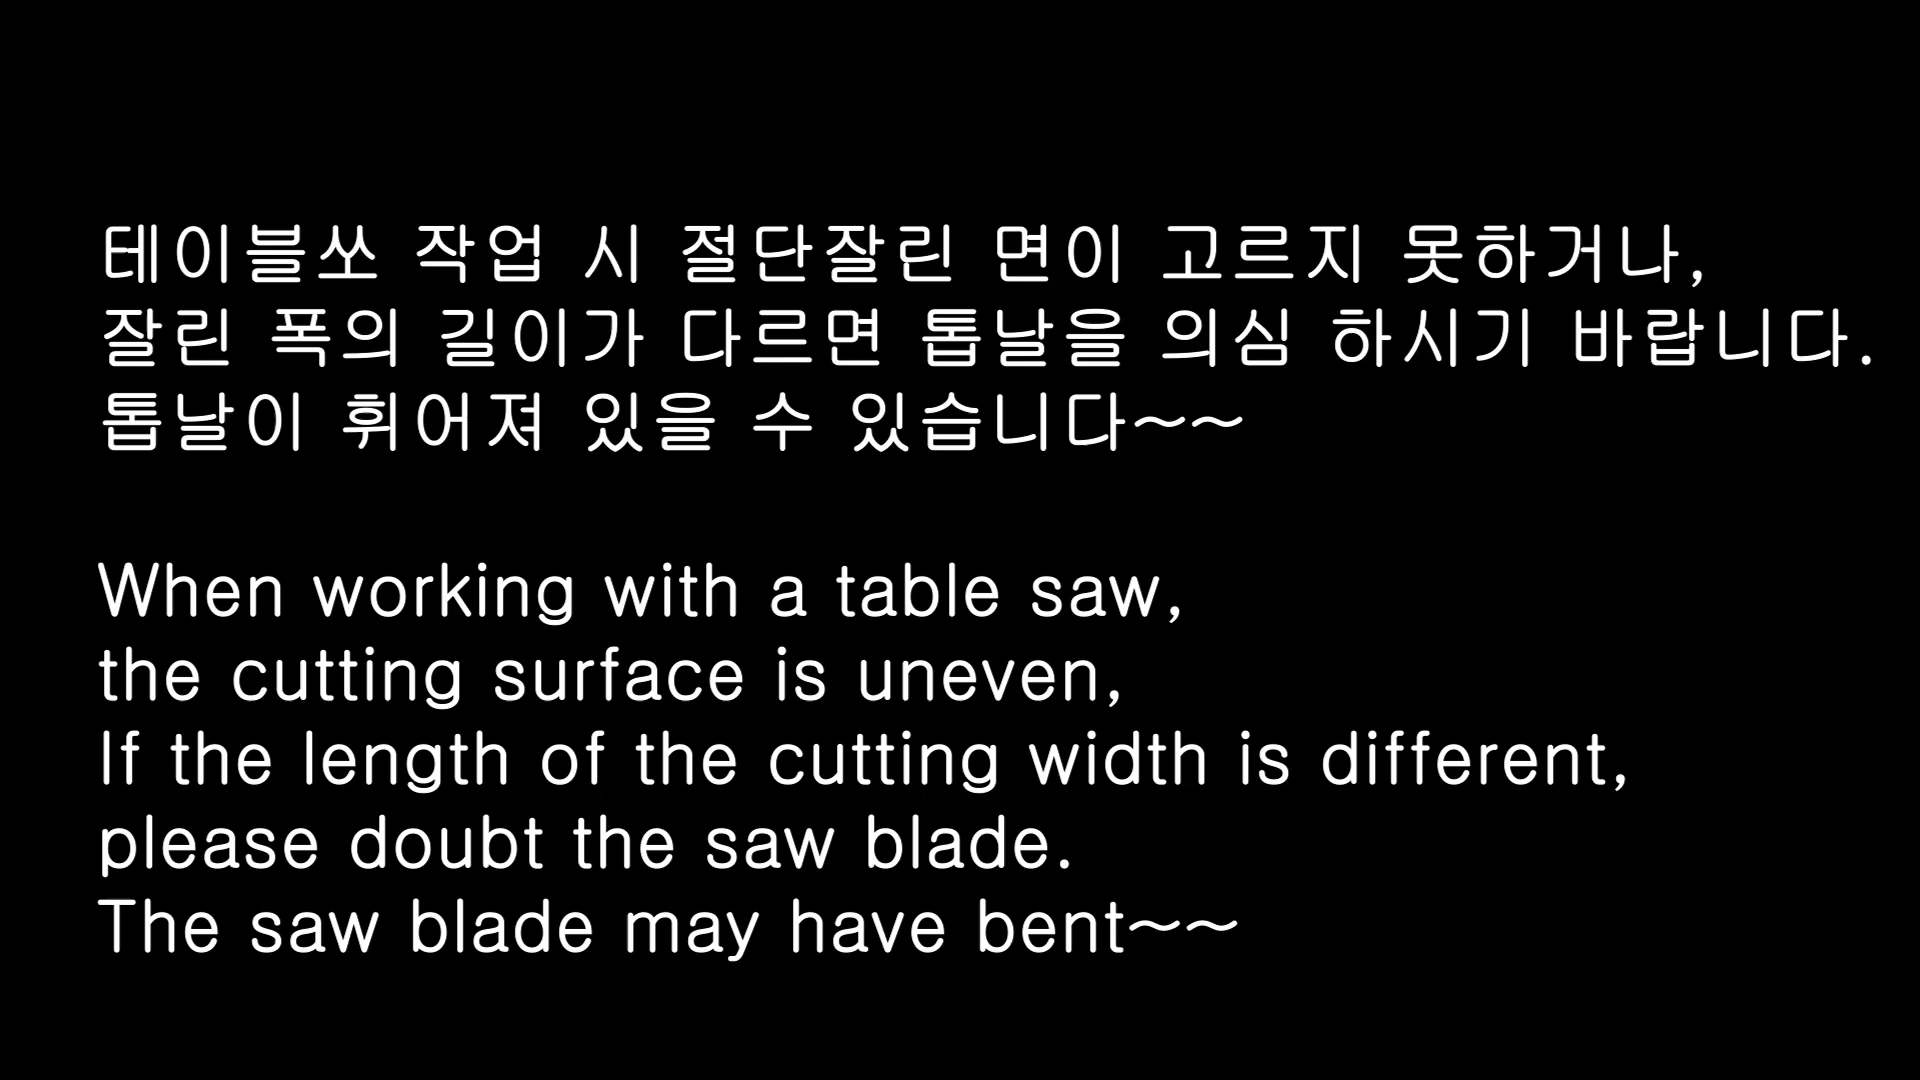 테이블쏘 작업 시 절단잘린 면이 고르지 못하거나,
잘린 폭의 길이가 다르면 톱날을 의심 하시기 바랍니다.
톱날이 휘어져 있을 수 있습니다~~
When working with a table saw,
the cutting surface is uneven,
If the length of the cutting width is different,
please doubt the saw blade.
The saw blade may have bent~~